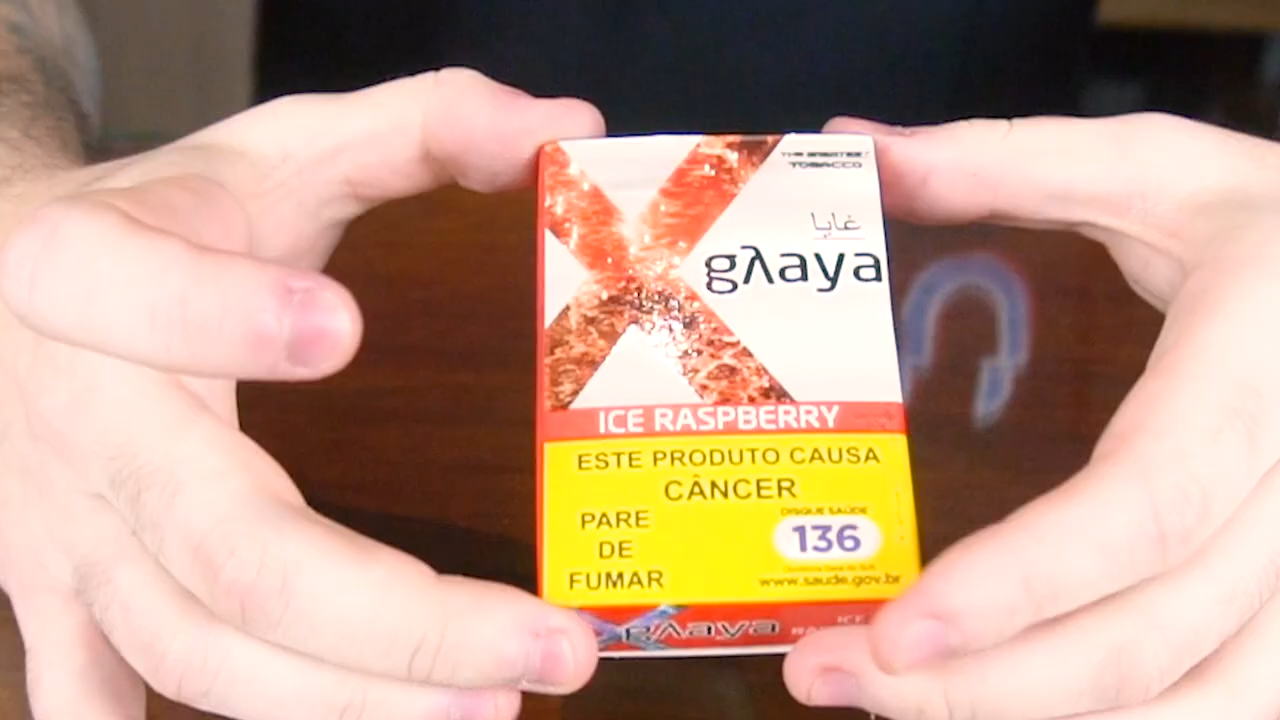 THE GREATEST
TOBACCO
غايا
gλaya
ICE RASPBERRY
ESTE PRODUTO CAUSA
CÂNCER
PARE
DE
FUMAR
DISQUE SAÚDE
136
www.saude.gov.br
gλaya
ICE